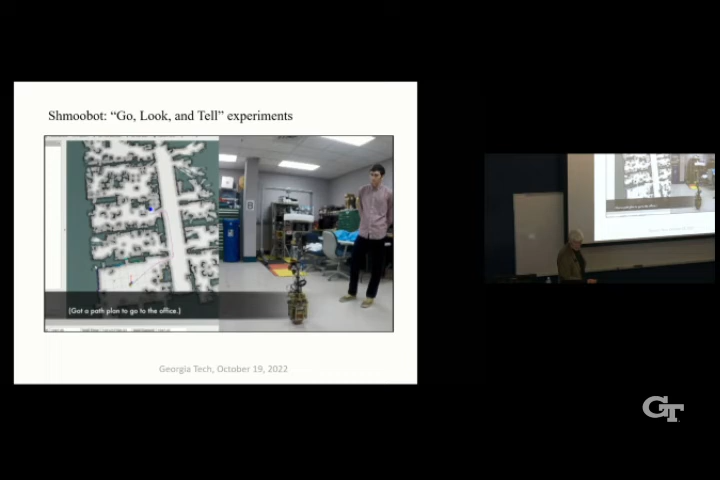 Shmoobot: “Go, Look, and Tell” experiments
(Got a path plan to go to the office.)
Georgia Tech, October 19, 2022
GT